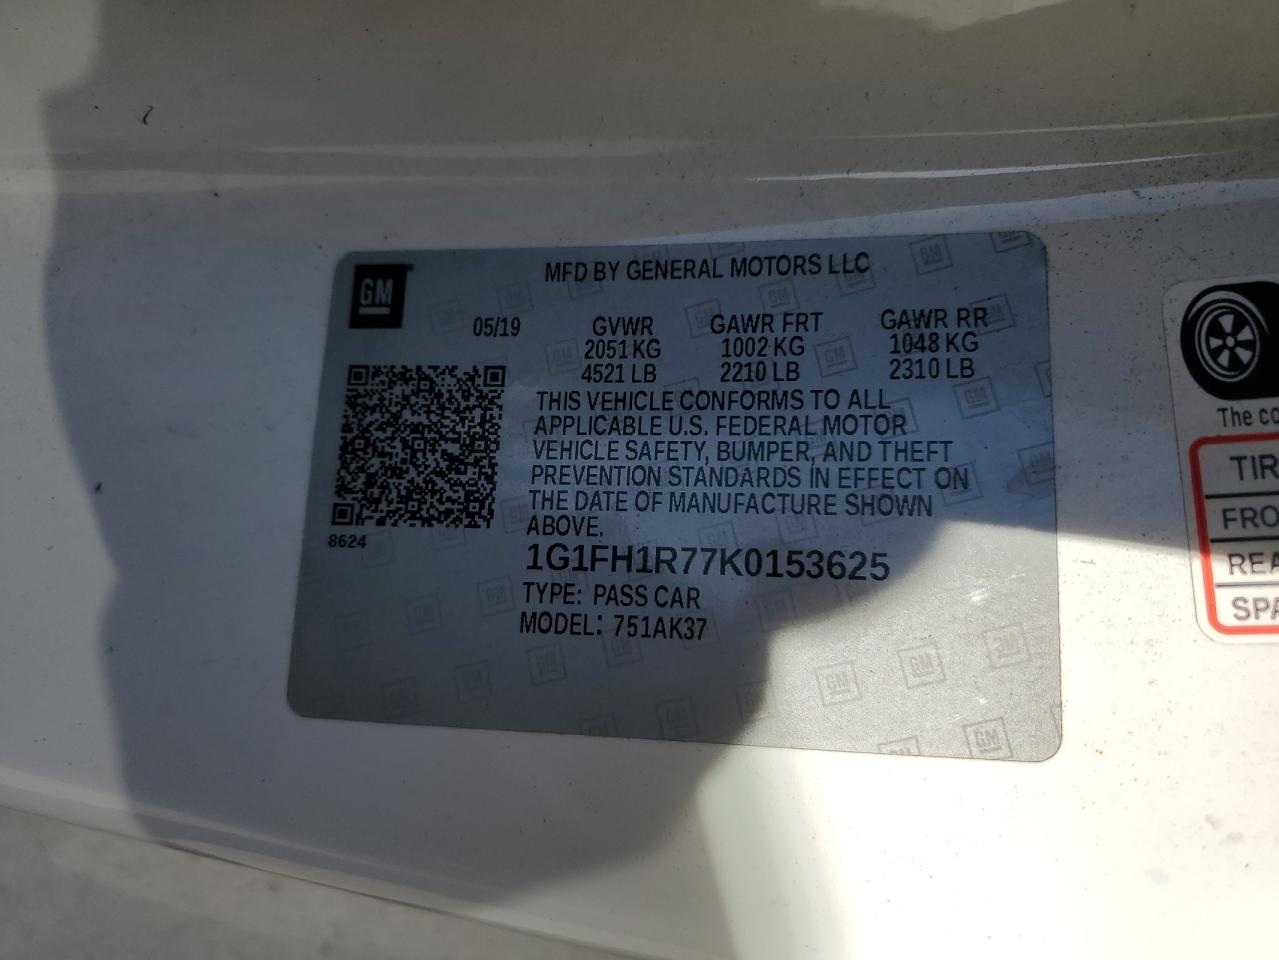 GM
MFD BY GENERAL MOTORS LLC
05/19 GVWR GAWR FRT GAWR RR
2051 KG 1002 KG 1048 KG
4521 LB 2210 LB 2310 LB
THIS VEHICLE CONFORMS TO ALL
APPLICABLE U.S. FEDERAL MOTOR
VEHICLE SAFETY, BUMPER, AND THEFT
PREVENTION STANDARDS IN EFFECT ON
THE DATE OF MANUFACTURE SHOWN
ABOVE.
8624
1G1FH1R77K0153625
TYPE: PASS CAR
MODEL: 751AK37
The co
TIR
FRO
REA
SPA